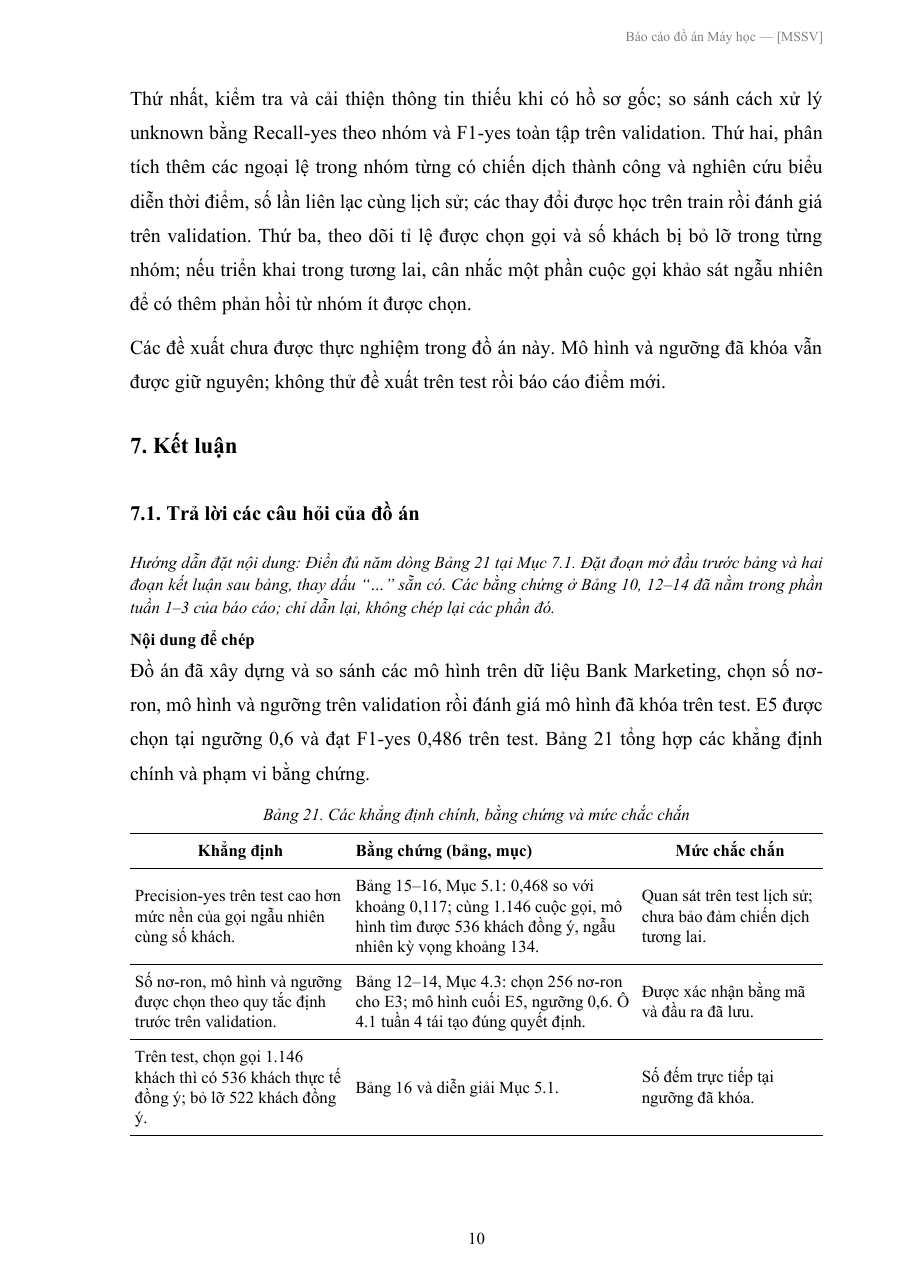 Báo cáo đồ án Máy học — [MSSV]
Thứ nhất, kiểm tra và cải thiện thông tin thiếu khi có hồ sơ gốc; so sánh cách xử lý
unknown bằng Recall-yes theo nhóm và F1-yes toàn tập trên validation. Thứ hai, phân
tích thêm các ngoại lệ trong nhóm từng có chiến dịch thành công và nghiên cứu biểu
diễn thời điểm, số lần liên lạc cùng lịch sử; các thay đổi được học trên train rồi đánh giá
trên validation. Thứ ba, theo dõi tỉ lệ được chọn gọi và số khách bị bỏ lỡ trong từng
nhóm; nếu triển khai trong tương lai, cân nhắc một phần cuộc gọi khảo sát ngẫu nhiên
để có thêm phản hồi từ nhóm ít được chọn.
Các đề xuất chưa được thực nghiệm trong đồ án này. Mô hình và ngưỡng đã khóa vẫn
được giữ nguyên; không thử đề xuất trên test rồi báo cáo điểm mới.
7. Kết luận
7.1. Trả lời các câu hỏi của đồ án
Hướng dẫn đặt nội dung: Điền đủ năm dòng Bảng 21 tại Mục 7.1. Đặt đoạn mở đầu trước bảng và hai
đoạn kết luận sau bảng, thay dấu “…” sẵn có. Các bằng chứng ở Bảng 10, 12–14 đã nằm trong phần
tuần 1–3 của báo cáo; chỉ dẫn lại, không chép lại các phần đó.
Nội dung để chép
Đồ án đã xây dựng và so sánh các mô hình trên dữ liệu Bank Marketing, chọn số nơ-
ron, mô hình và ngưỡng trên validation rồi đánh giá mô hình đã khóa trên test. E5 được
chọn tại ngưỡng 0,6 và đạt F1-yes 0,486 trên test. Bảng 21 tổng hợp các khẳng định
chính và phạm vi bằng chứng.
Bảng 21. Các khẳng định chính, bằng chứng và mức chắc chắn
Khẳng định
Bằng chứng (bảng, mục)
Mức chắc chắn
Precision-yes trên test cao hơn
mức nền của gọi ngẫu nhiên
cùng số khách.
Bảng 15–16, Mục 5.1: 0,468 so với
khoảng 0,117; cùng 1.146 cuộc gọi, mô
hình tìm được 536 khách đồng ý, ngẫu
nhiên kỳ vọng khoảng 134.
Quan sát trên test lịch sử;
chưa bảo đảm chiến dịch
tương lai.
Số nơ-ron, mô hình và ngưỡng
được chọn theo quy tắc định
trước trên validation.
Bảng 12–14, Mục 4.3: chọn 256 nơ-ron
cho E3; mô hình cuối E5, ngưỡng 0,6. Ô
4.1 tuần 4 tái tạo đúng quyết định.
Được xác nhận bằng mã
và đầu ra đã lưu.
Trên test, chọn gọi 1.146
khách thì có 536 khách thực tế
đồng ý; bỏ lỡ 522 khách đồng
ý.
Bảng 16 và diễn giải Mục 5.1.
Số đếm trực tiếp tại
ngưỡng đã khóa.
10